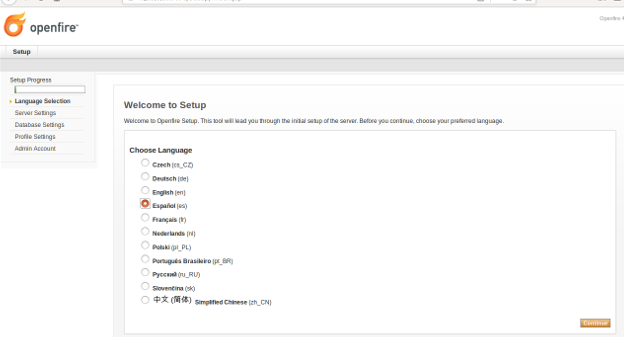 openfire™
Openfire 4
Setup
Setup Progress
Language Selection
Server Settings
Database Settings
Profile Settings
Admin Account
Welcome to Setup
Welcome to Openfire Setup. This tool will lead you through the initial setup of the server. Before you continue, choose your preferred language.
Choose Language
Czech (cs_CZ)
Deutsch (de)
English (en)
Español (es)
Français (fr)
Nederlands (nl)
Polski (pl_PL)
Português Brasileiro (pt_BR)
Русский (ru_RU)
Slovenčina (sk)
中文 (简体) Simplified Chinese (zh_CN)
Continue